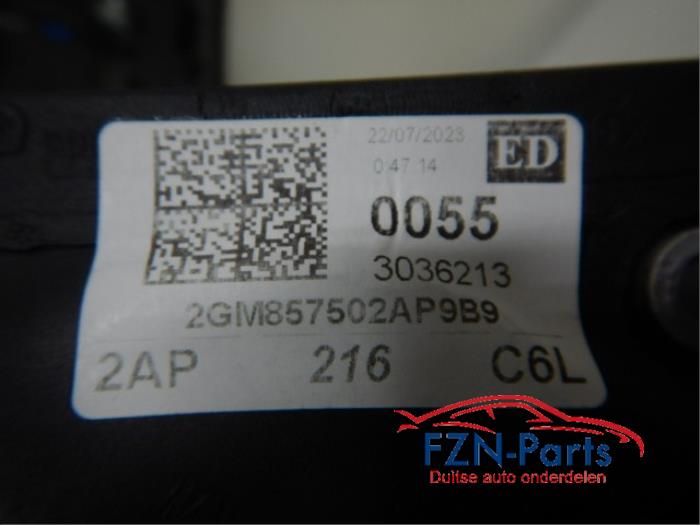 22/07/2023
ED
0:47 14
0055
3036213
2GM857502AP9B9
2AP 216 C6L
FZN-Parts
Duitse auto onderdelen